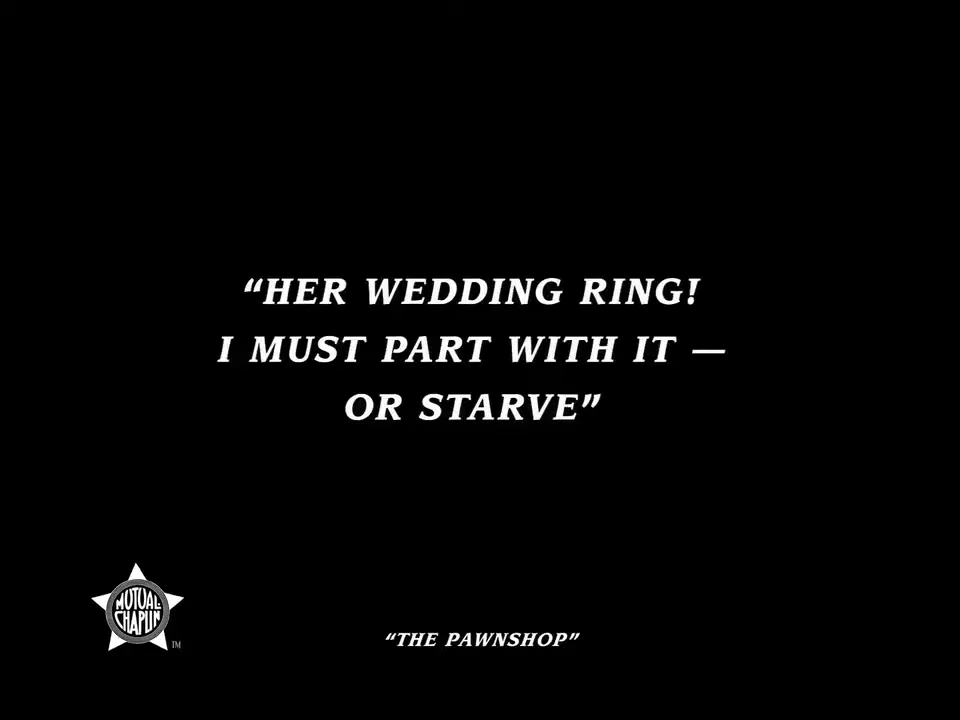 “HER WEDDING RING!
I MUST PART WITH IT —
OR STARVE”
MUTUAL-
CHAPLIN
TM
“THE PAWNSHOP”